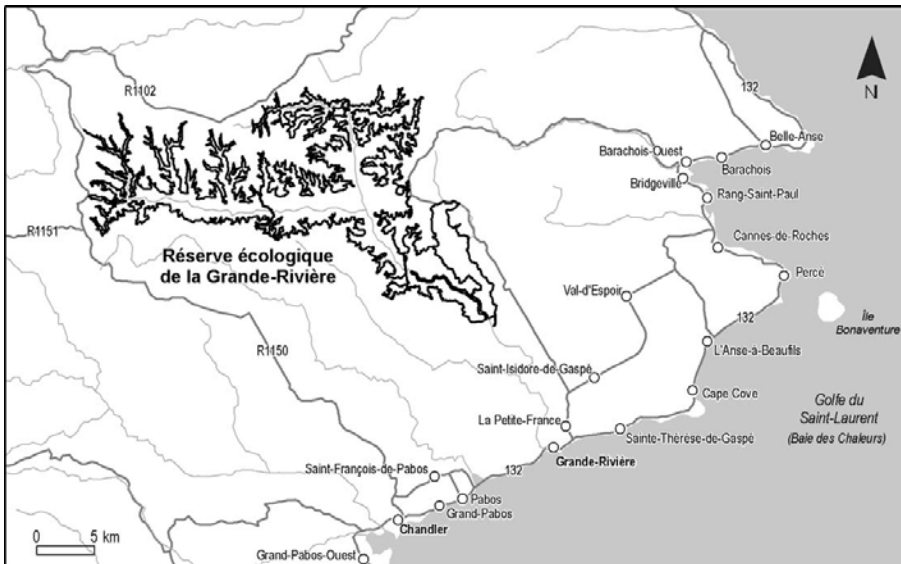 R1102
132
N
Belle-Anse
Barachois-Ouest
Barachois
Bridgeville
Rang-Saint-Paul
R1151
Réserve écologique
de la Grande-Rivière
Cannes-de-Roches
Percé
Val-d'Espoir
132
Île
Bonaventure
R1150
L'Anse-à-Beaufils
Saint-Isidore-de-Gaspé
Cape Cove
Golfe du
Saint-Laurent
(Baie des Chaleurs)
La Petite-France
Sainte-Thérèse-de-Gaspé
Grande-Rivière
Saint-François-de-Pabos
132
Pabos
Grand-Pabos
Chandler
0 5 km
Grand-Pabos-Ouest